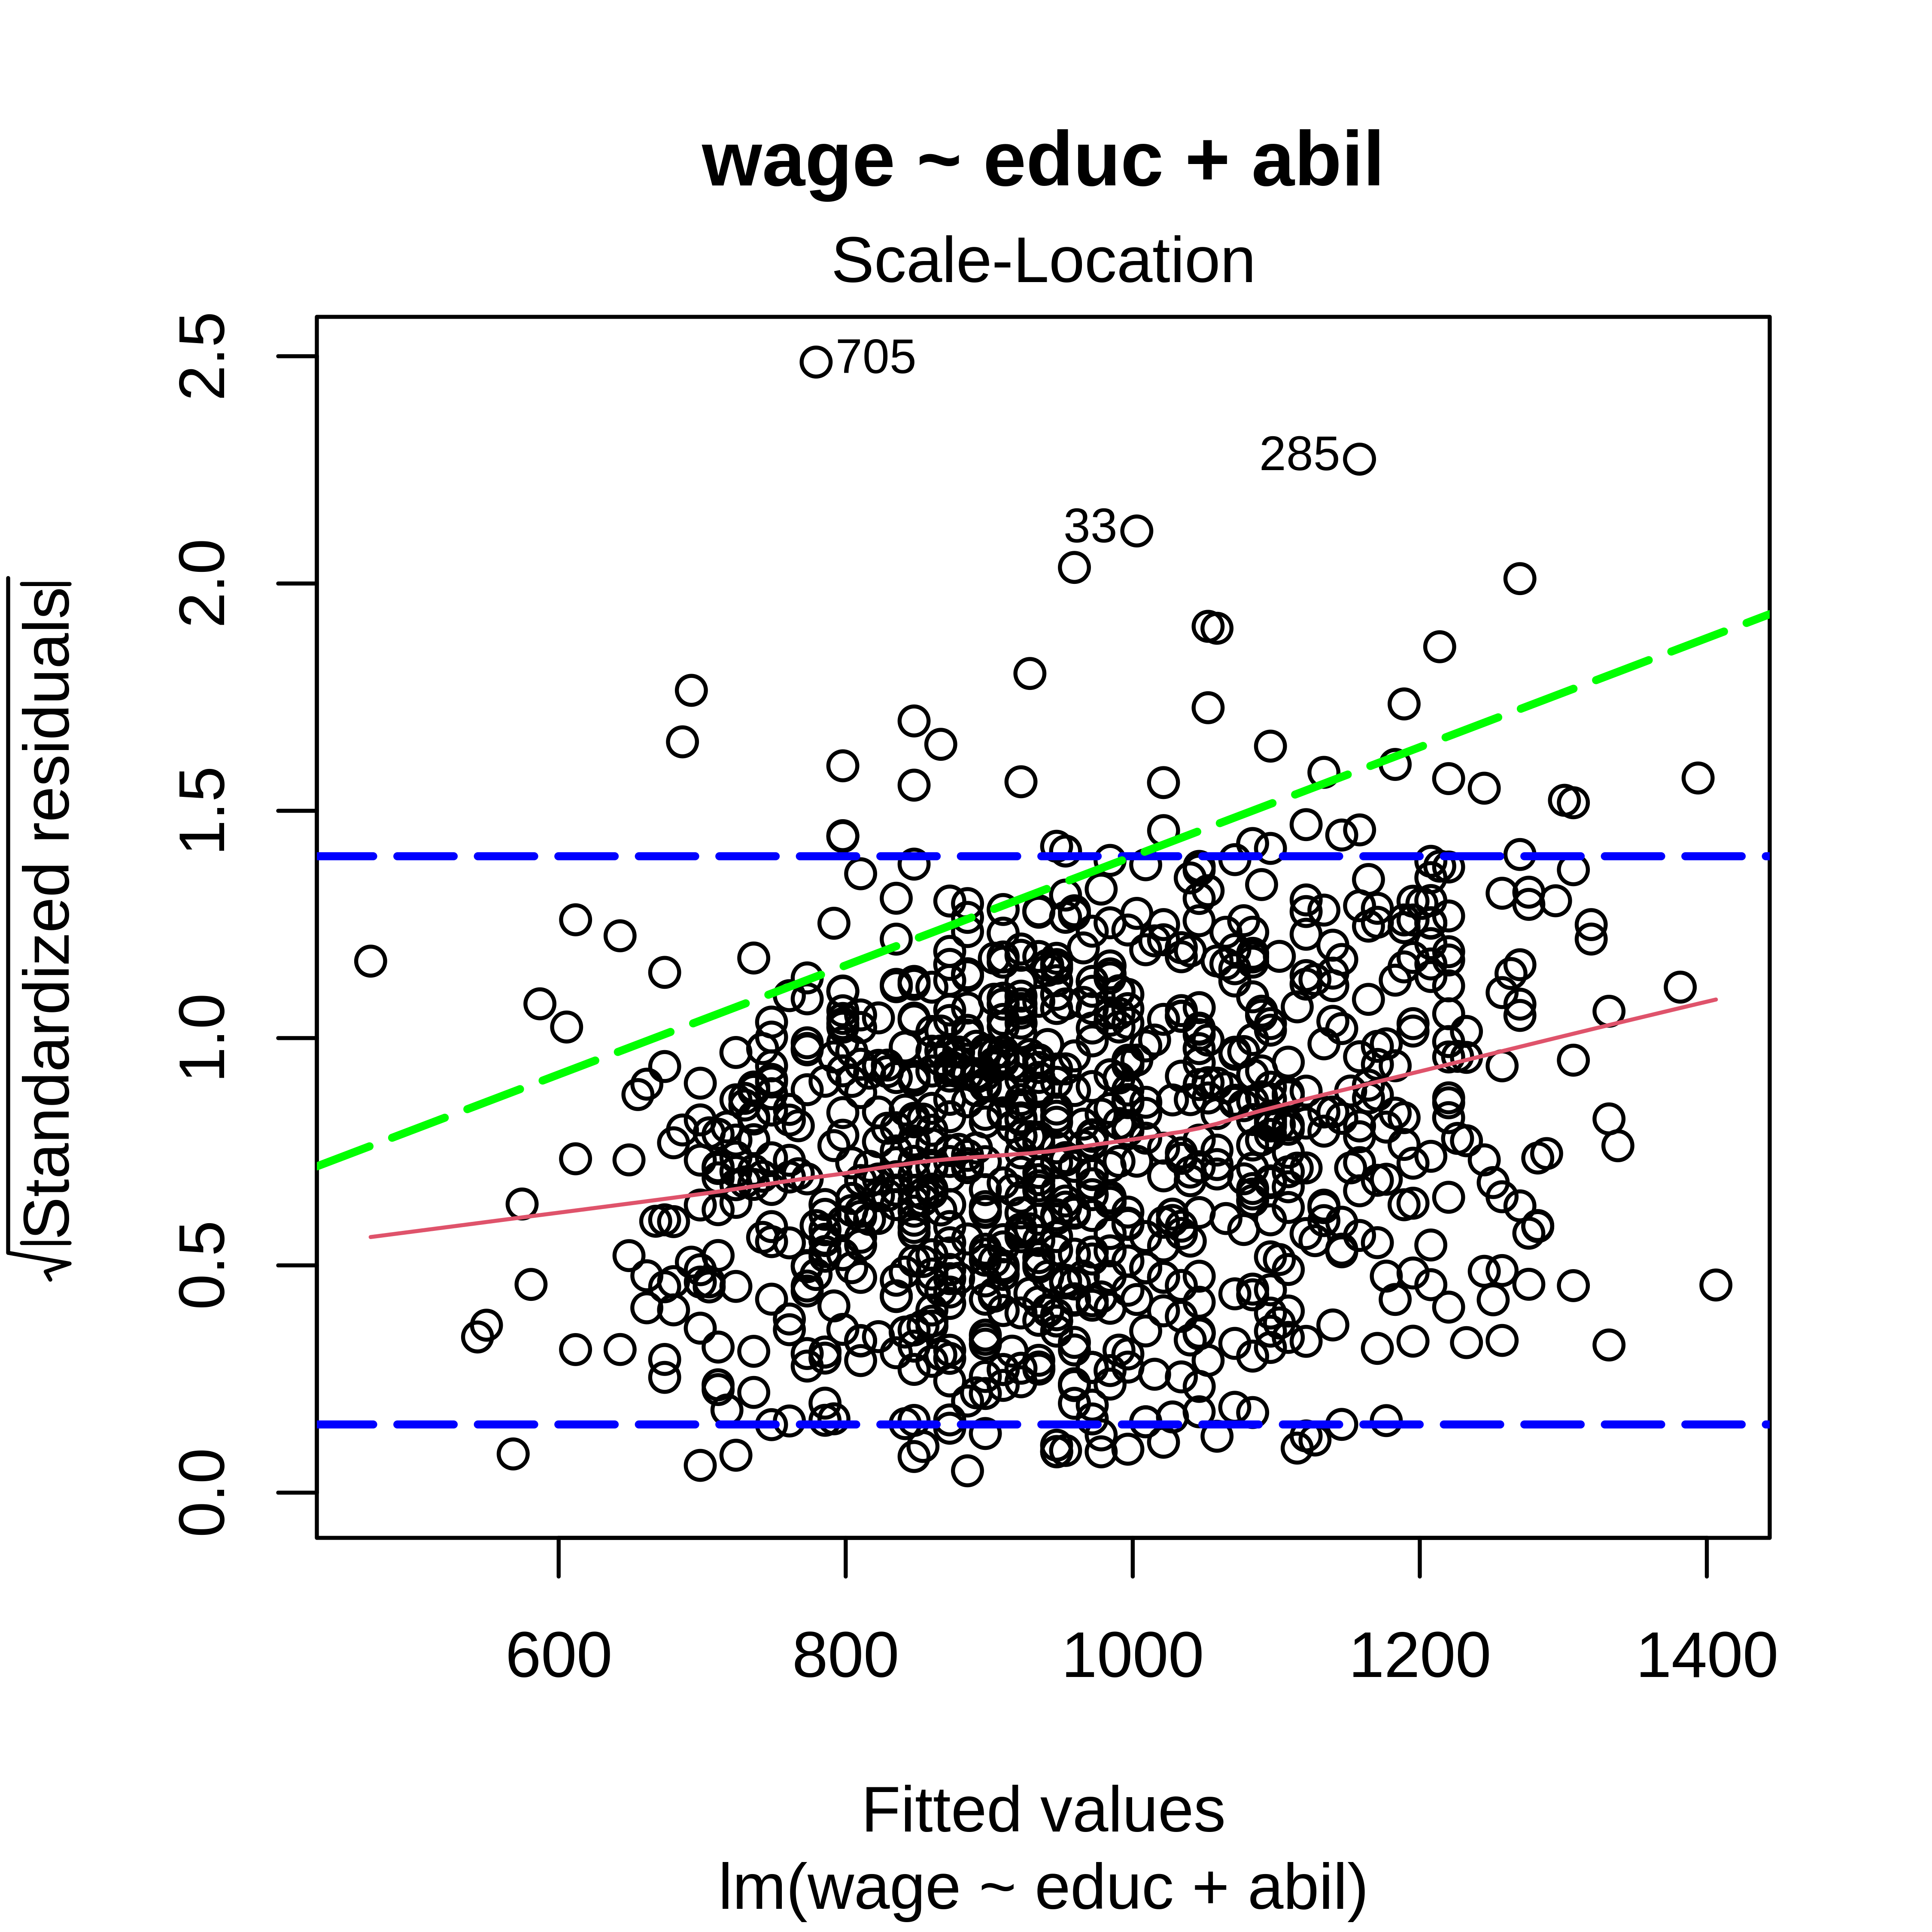 wage ~ educ + abil
Scale-Location
2.5
2.0
1.5
1.0
0.5
0.0
√|Standardized residuals|
705
285
33
600 800 1000 1200 1400
Fitted values
lm(wage ~ educ + abil)